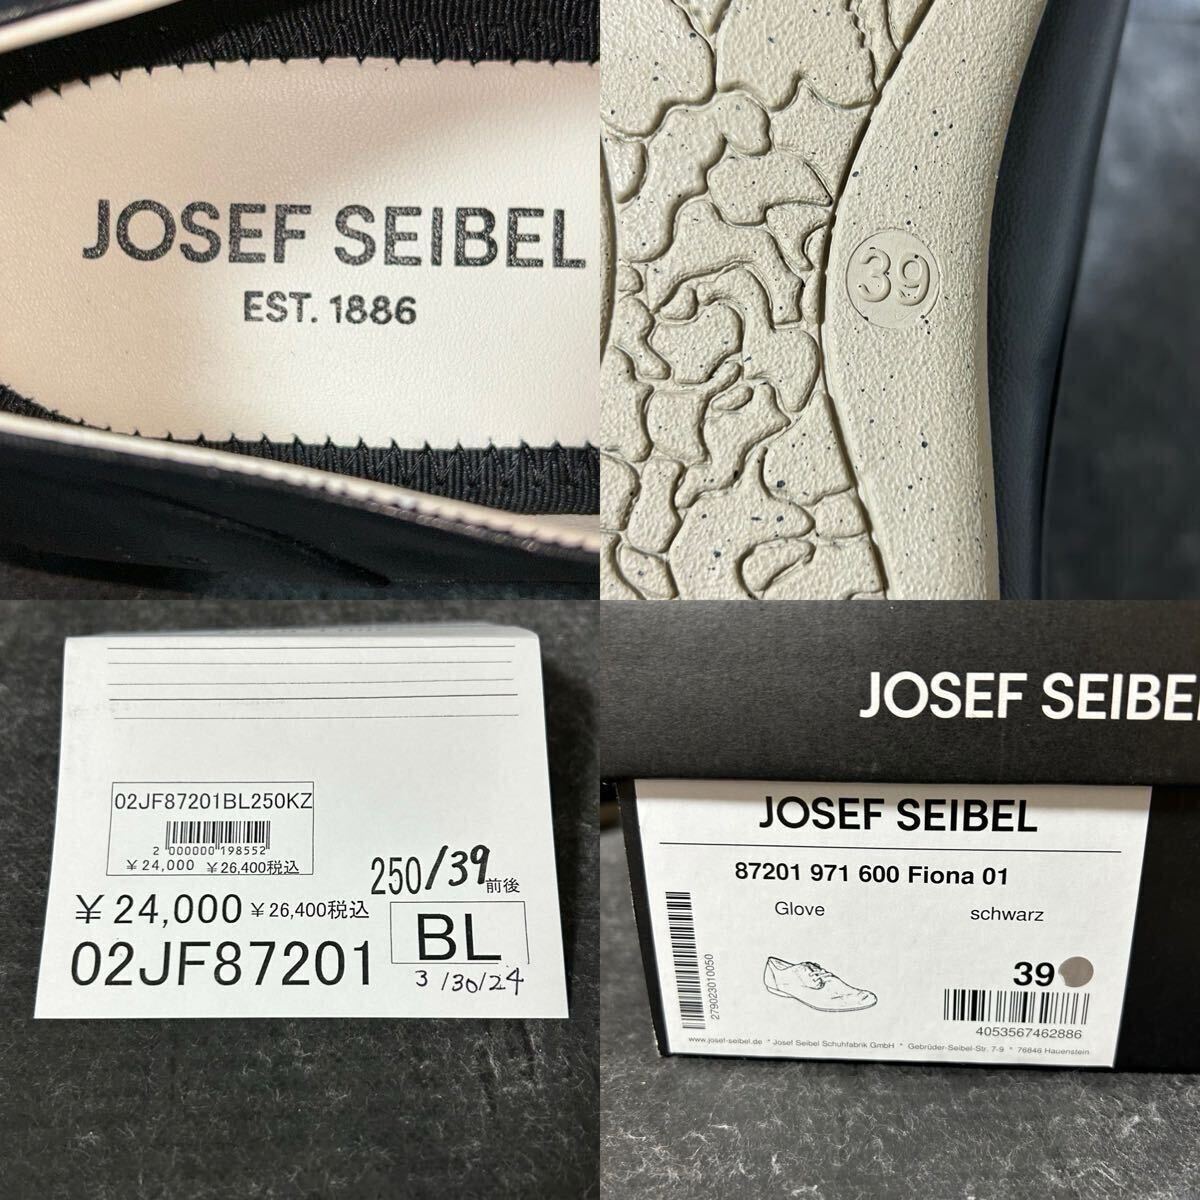 JOSEF SEIBEL
EST. 1886
39
02JF87201BL250KZ
2 000000 198552
¥24,000 ¥26,400税込
250/39前後
¥24,000 ¥26,400税込
BL
02JF87201
3/30/24
JOSEF SEIBE
JOSEF SEIBEL
87201 971 600 Fiona 01
Glove schwarz
279023010050
39
4053567462886
www.josef-seibel.de * Josef Seibel Schuhfabrik GmbH * Gebrüder-Seibel-Str. 7-9 * 76846 Hauenstein